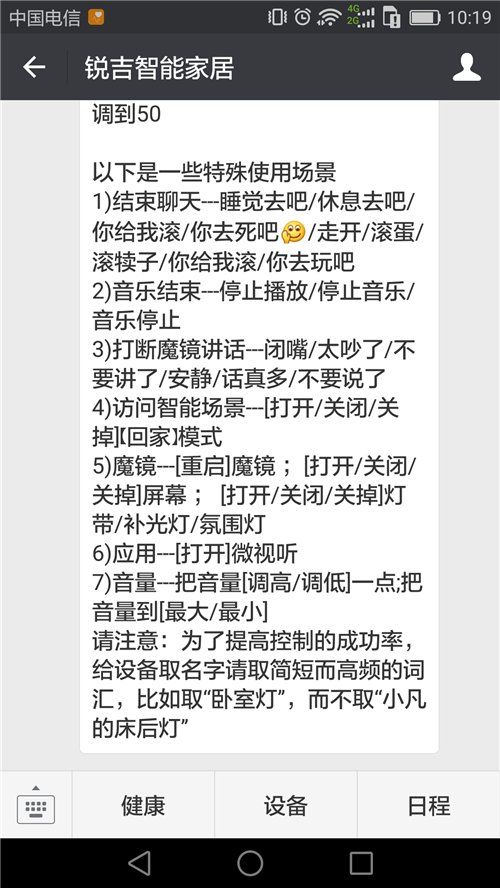 中国电信
4G
2G
10:19
锐吉智能家居
调到50
以下是一些特殊使用场景
1)结束聊天---睡觉去吧/休息去吧/
你给我滚/你去死吧/走开/滚蛋/
滚犊子/你给我滚/你去玩吧
2)音乐结束---停止播放/停止音乐/
音乐停止
3)打断魔镜讲话---闭嘴/太吵了/不
要讲了/安静/话真多/不要说了
4)访问智能场景---[打开/关闭/关
掉]【回家】模式
5)魔镜---[重启]魔镜 ；[打开/关闭/
关掉]屏幕 ； [打开/关闭/关掉]灯
带/补光灯/氛围灯
6)应用---[打开]微视听
7)音量---把音量[调高/调低]一点;把
音量到[最大/最小]
请注意：为了提高控制的成功率，
给设备取名字请取简短而高频的词
汇，比如取“卧室灯”，而不取“小凡
的床后灯”
健康
设备
日程